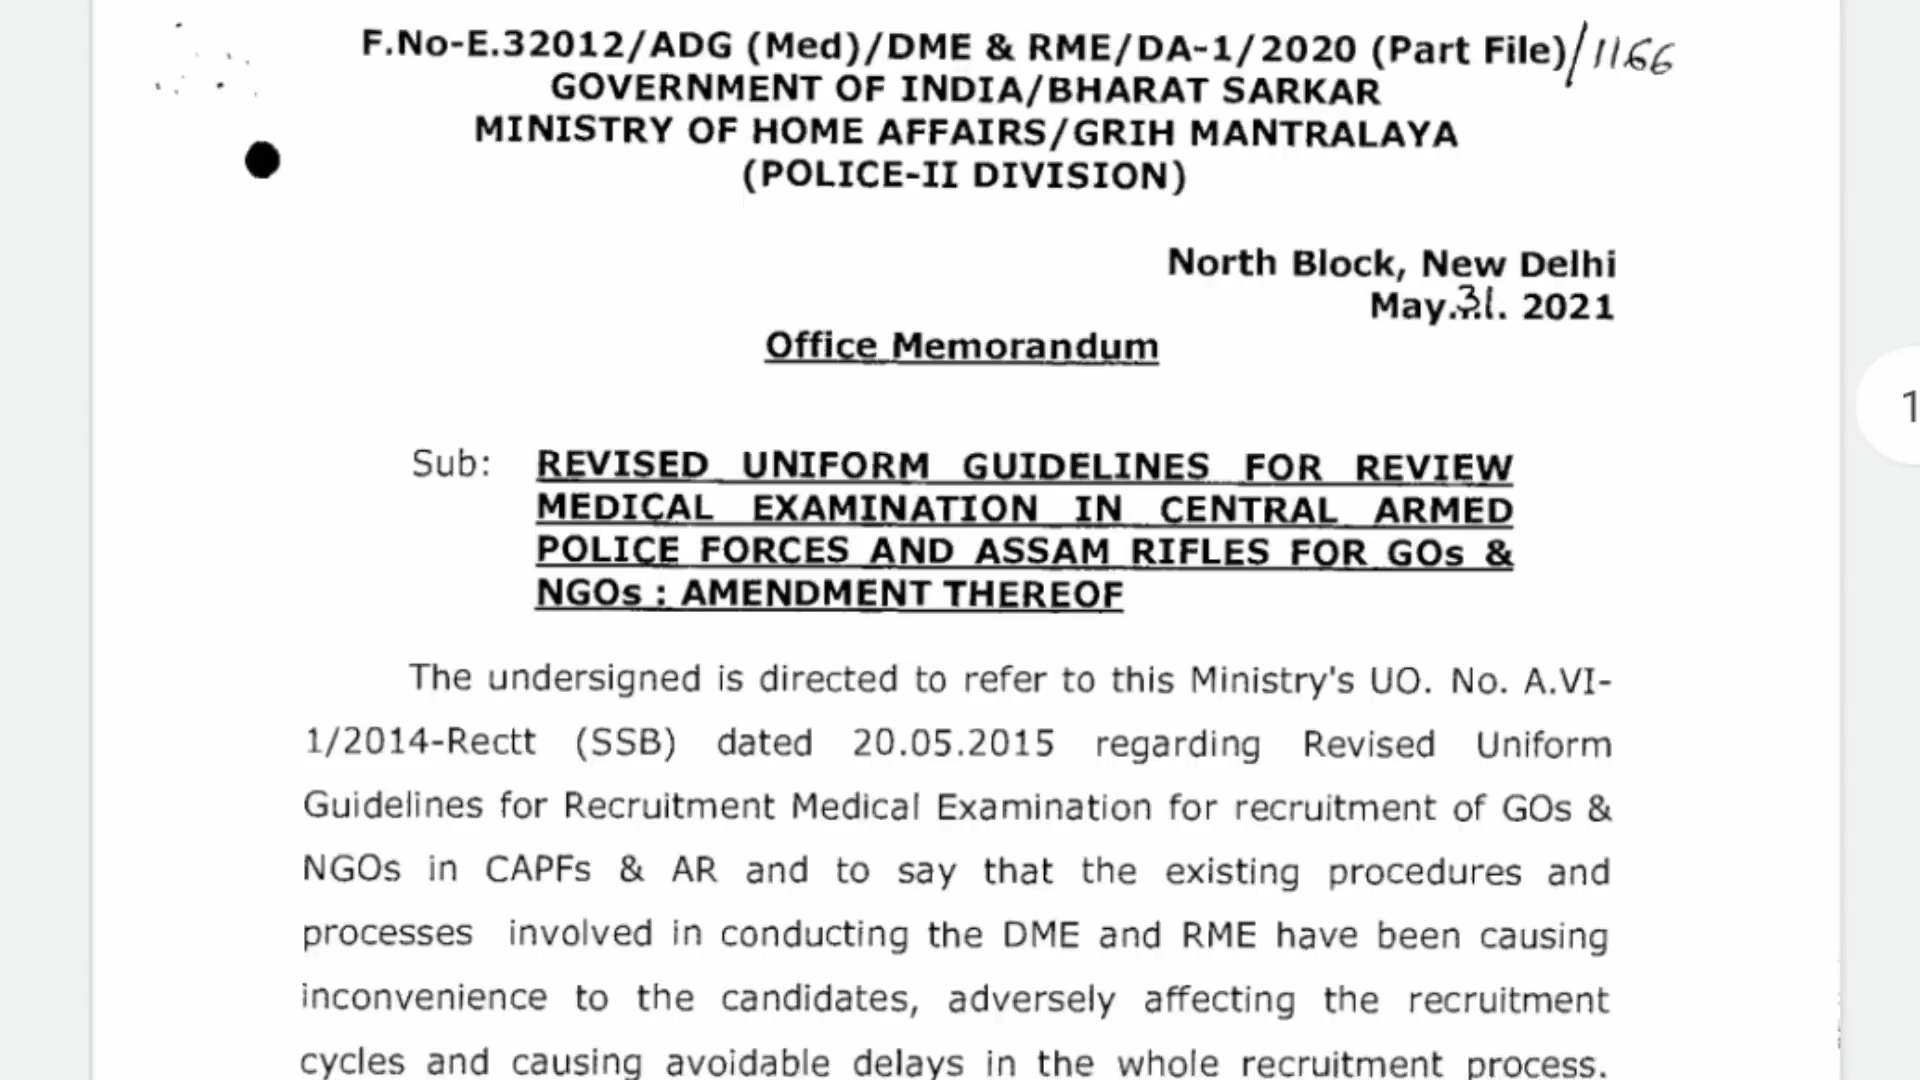 F.No-E.32012/ADG (Med)/DME & RME/DA-1/2020 (Part File)/1166
GOVERNMENT OF INDIA/BHARAT SARKAR
MINISTRY OF HOME AFFAIRS/GRIH MANTRALAYA
(POLICE-II DIVISION)
North Block, New Delhi
May.31. 2021
Office Memorandum
Sub: REVISED UNIFORM GUIDELINES FOR REVIEW
MEDICAL EXAMINATION IN CENTRAL ARMED
POLICE FORCES AND ASSAM RIFLES FOR GOs &
NGOs : AMENDMENT THEREOF
The undersigned is directed to refer to this Ministry's UO. No. A.VI-
1/2014-Rectt (SSB) dated 20.05.2015 regarding Revised Uniform
Guidelines for Recruitment Medical Examination for recruitment of GOs &
NGOs in CAPFs & AR and to say that the existing procedures and
processes involved in conducting the DME and RME have been causing
inconvenience to the candidates, adversely affecting the recruitment
cycles and causing avoidable delays in the whole recruitment process.
1